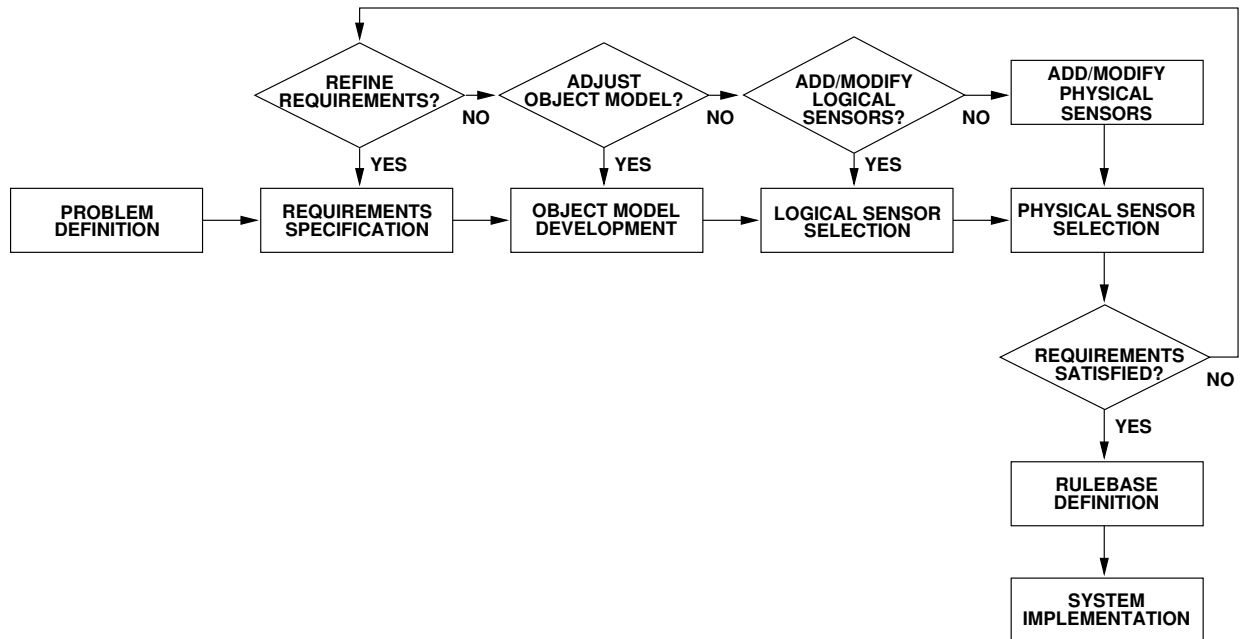 REFINE
REQUIREMENTS?
ADJUST
OBJECT MODEL?
ADD/MODIFY
LOGICAL
SENSORS?
ADD/MODIFY
PHYSICAL
SENSORS
NO
NO
NO
YES
YES
YES
PROBLEM
DEFINITION
REQUIREMENTS
SPECIFICATION
OBJECT MODEL
DEVELOPMENT
LOGICAL SENSOR
SELECTION
PHYSICAL SENSOR
SELECTION
REQUIREMENTS
SATISFIED?
NO
YES
RULEBASE
DEFINITION
SYSTEM
IMPLEMENTATION